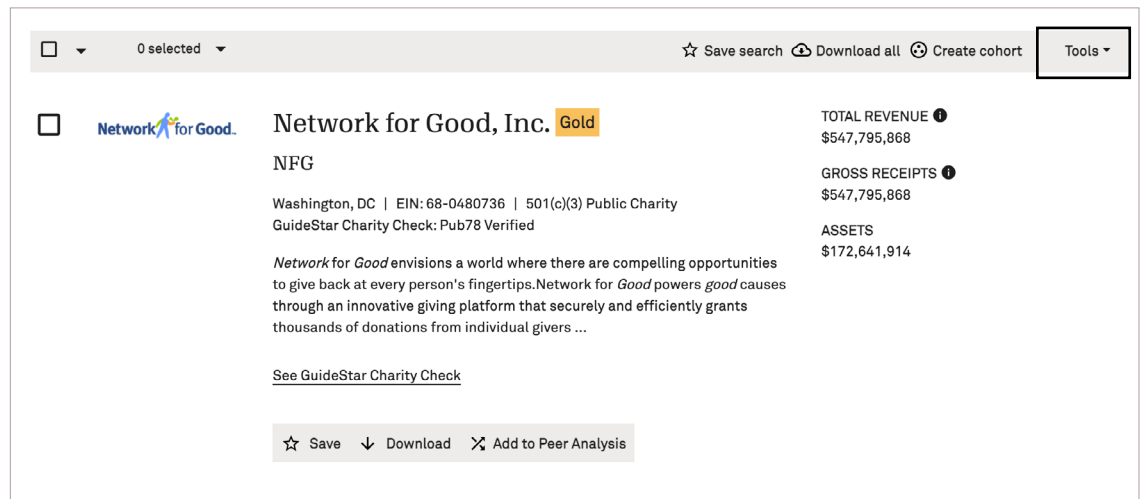 0 selected
Save search Download all Create cohort Tools
Network for Good.
Network for Good, Inc. Gold
NFG
Washington, DC | EIN: 68-0480736 | 501(c)(3) Public Charity
GuideStar Charity Check: Pub78 Verified
Network for Good envisions a world where there are compelling opportunities
to give back at every person's fingertips.Network for Good powers good causes
through an innovative giving platform that securely and efficiently grants
thousands of donations from individual givers ...
See GuideStar Charity Check
Save Download Add to Peer Analysis
TOTAL REVENUE
$547,795,868
GROSS RECEIPTS
$547,795,868
ASSETS
$172,641,914